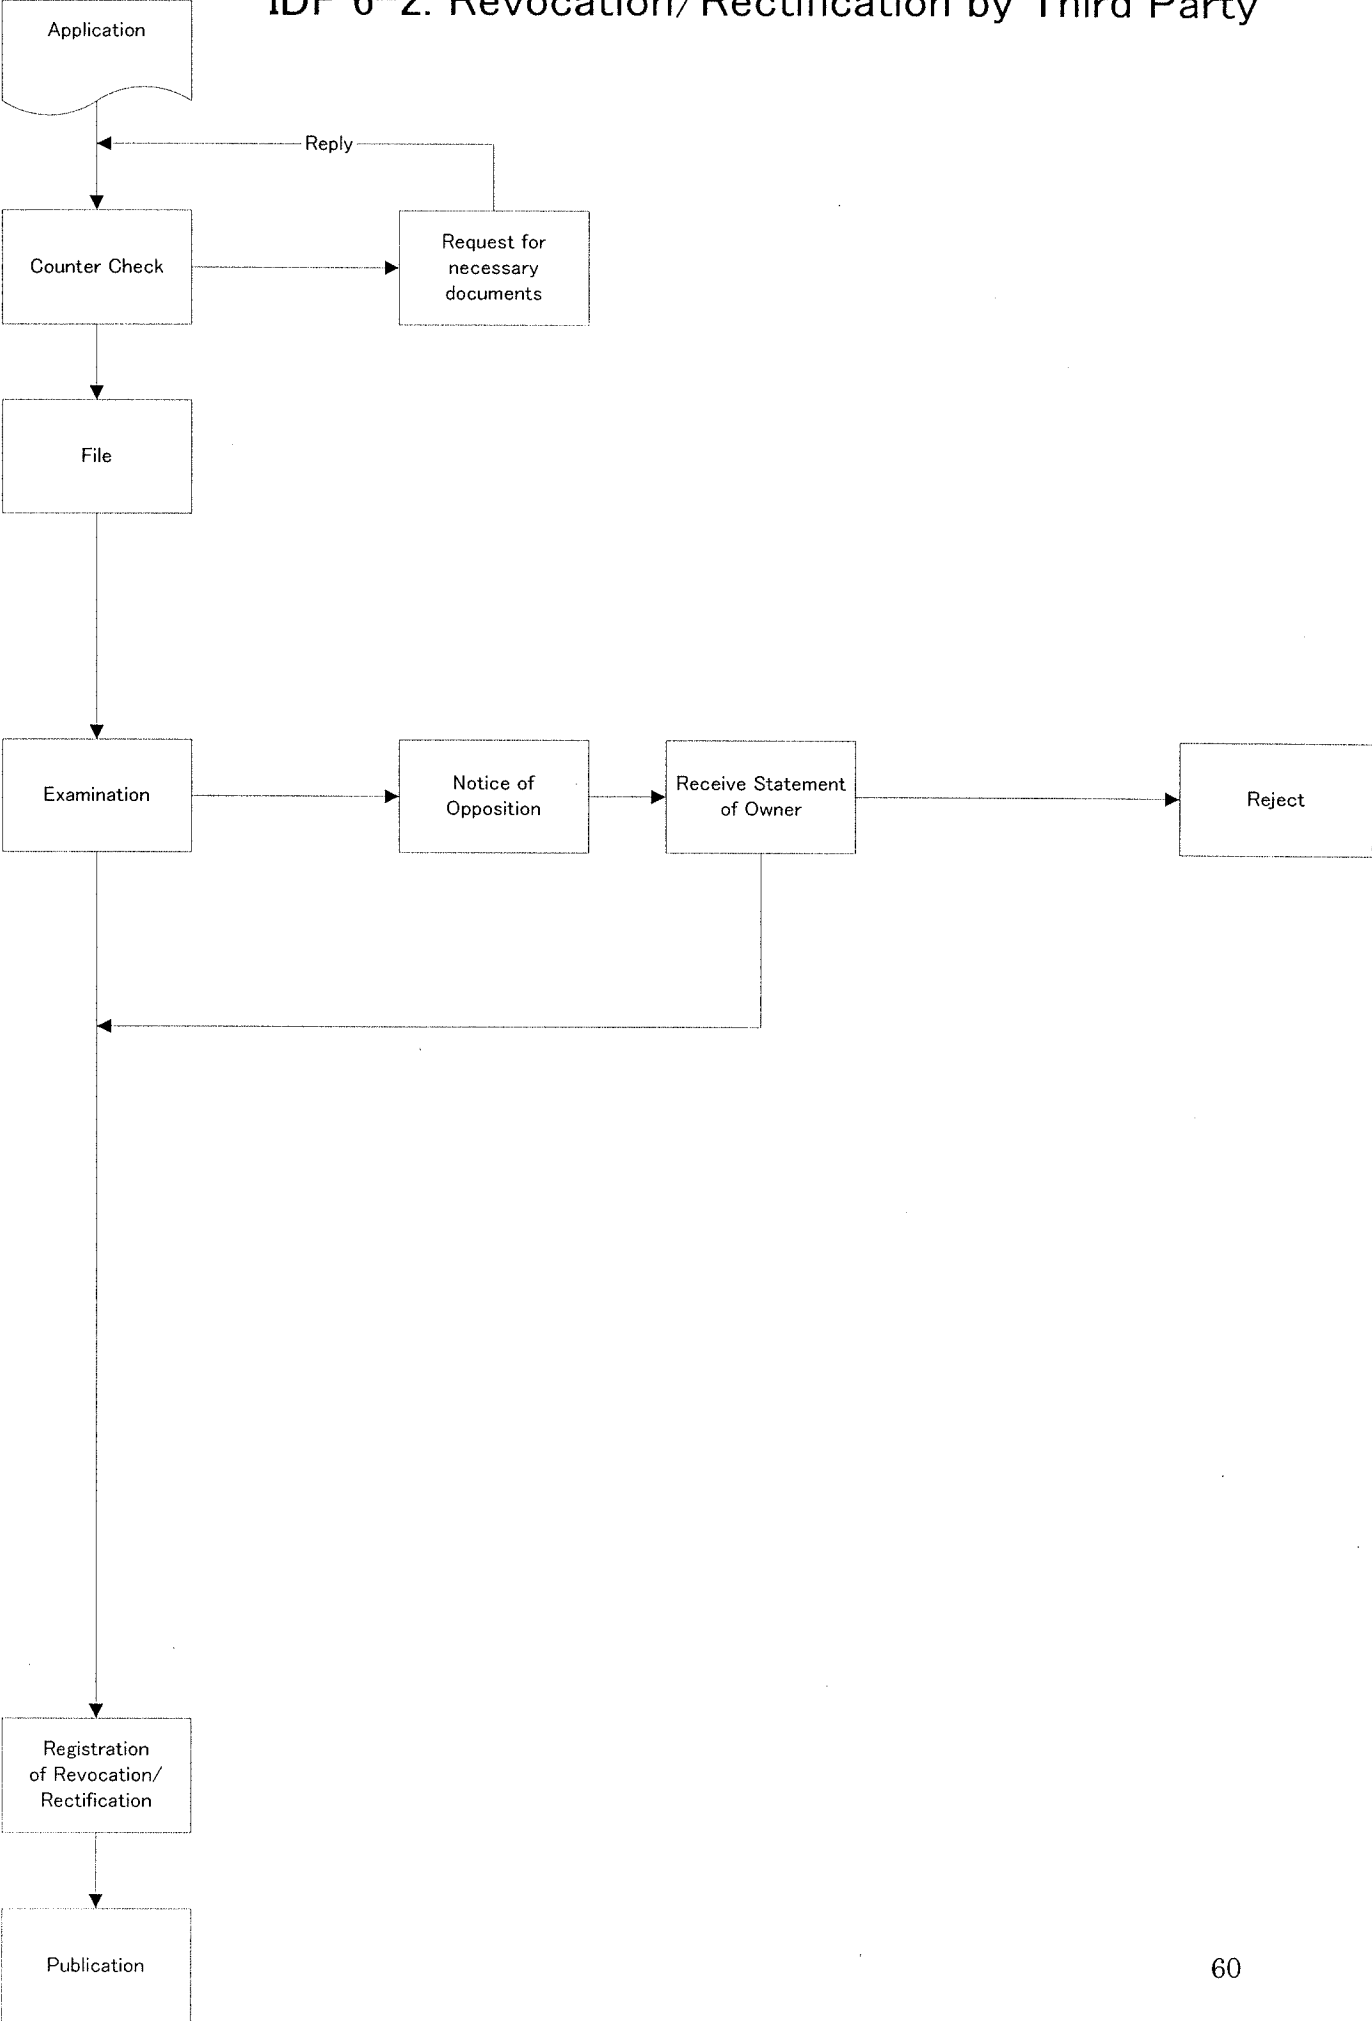 IDF 6-2. Revocation/Rectification by Third Party
Application
Reply
Counter Check
Request for
necessary
documents
File
Examination
Notice of
Opposition
Receive Statement
of Owner
Reject
Registration
of Revocation/
Rectification
Publication
60